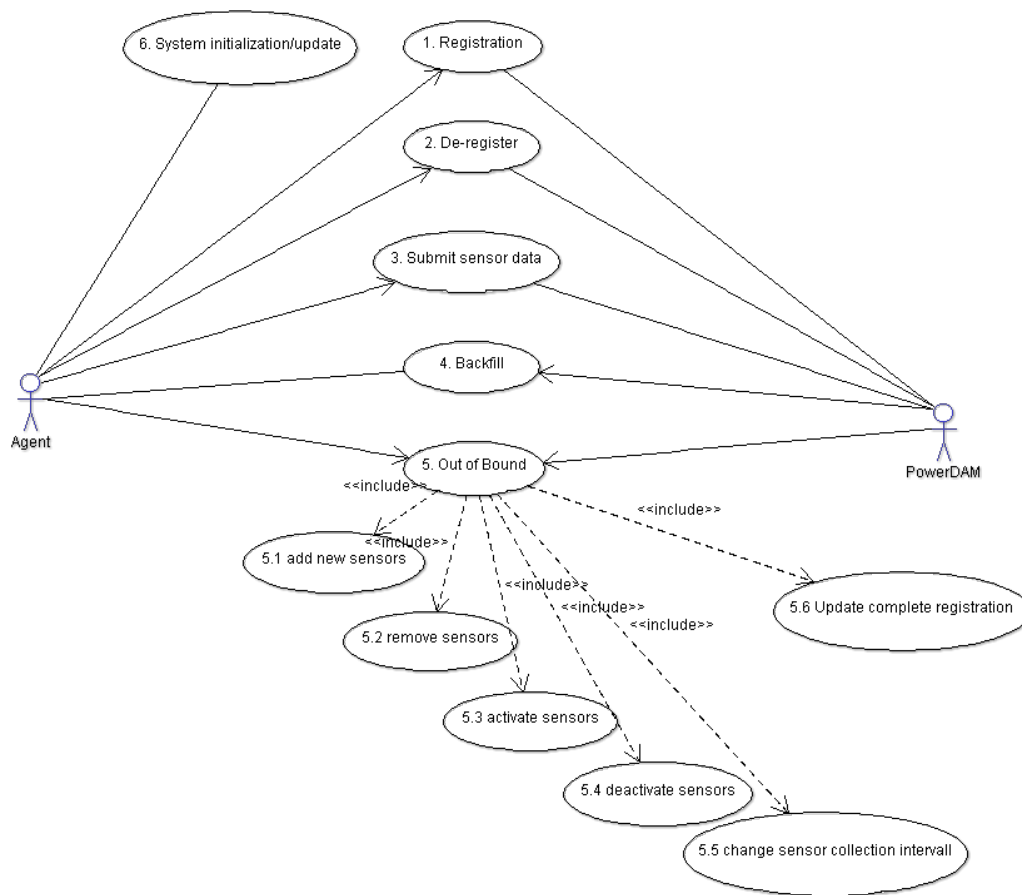 6. System initialization/update
1. Registration
2. De-register
3. Submit sensor data
4. Backfill
Agent
PowerDAM
5. Out of Bound
<<include>>
<<include>>
<<include>>
<<include>>
<<include>>
<<include>>
5.1 add new sensors
5.6 Update complete registration
5.2 remove sensors
5.3 activate sensors
5.4 deactivate sensors
5.5 change sensor collection intervall